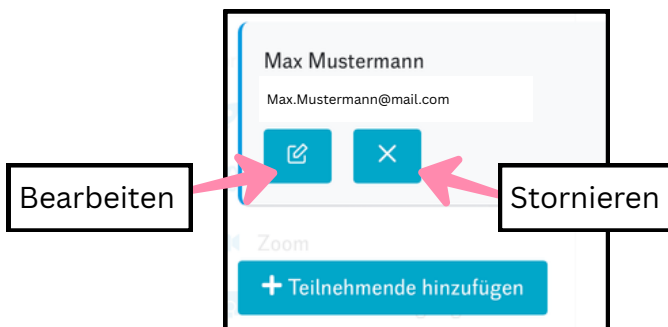 Max Mustermann
Max.Mustermann@mail.com
Bearbeiten
Stornieren
Zoom
+ Teilnehmende hinzufügen